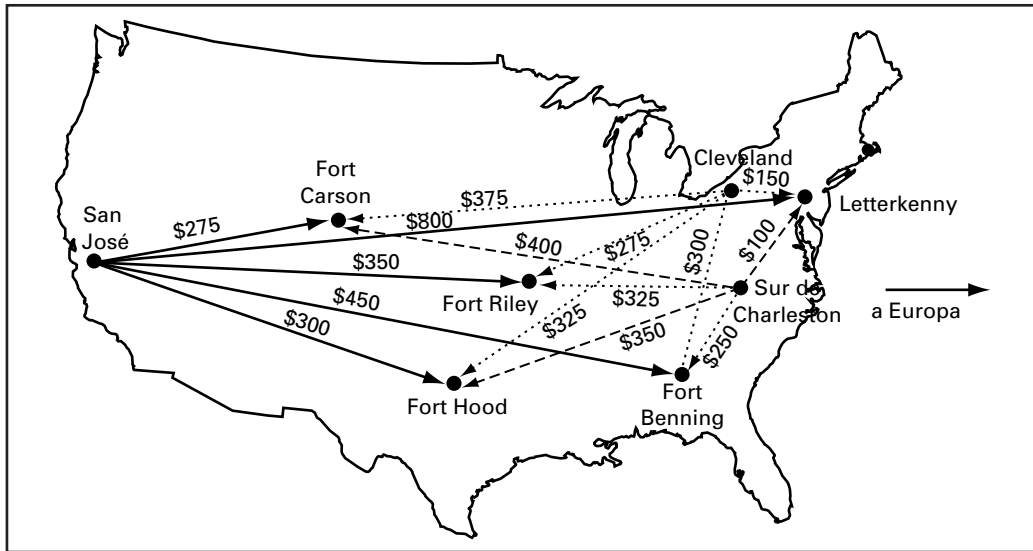 Cleveland
$150
Fort
Carson
$375
Letterkenny
San
José
$275
$800
$400
$275
$300
$100
$350
Fort Riley
$325
Sur de
Charleston
a Europa
$450
$325
$350
$250
$300
Fort Hood
Fort
Benning